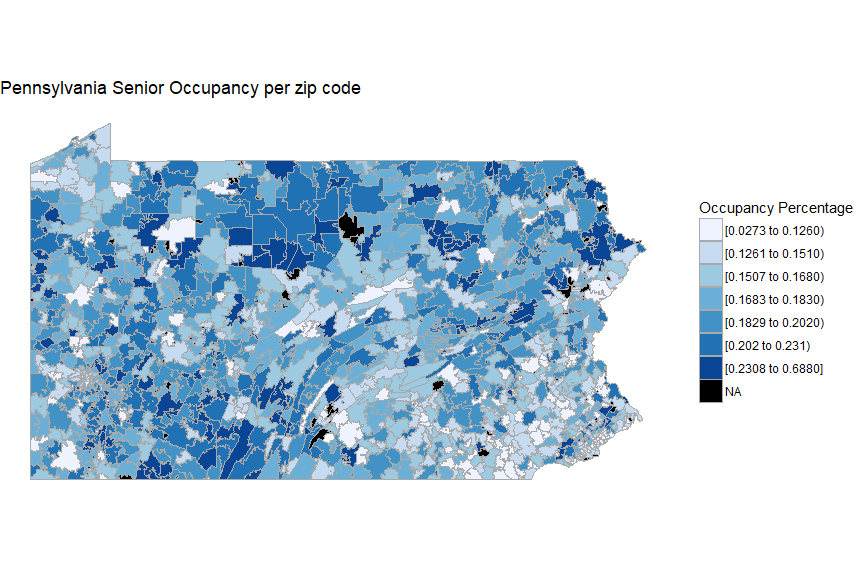 Pennsylvania Senior Occupancy per zip code
Occupancy Percentage
[0.0273 to 0.1260)
[0.1261 to 0.1510)
[0.1507 to 0.1680)
[0.1683 to 0.1830)
[0.1829 to 0.2020)
[0.202 to 0.231)
[0.2308 to 0.6880]
NA